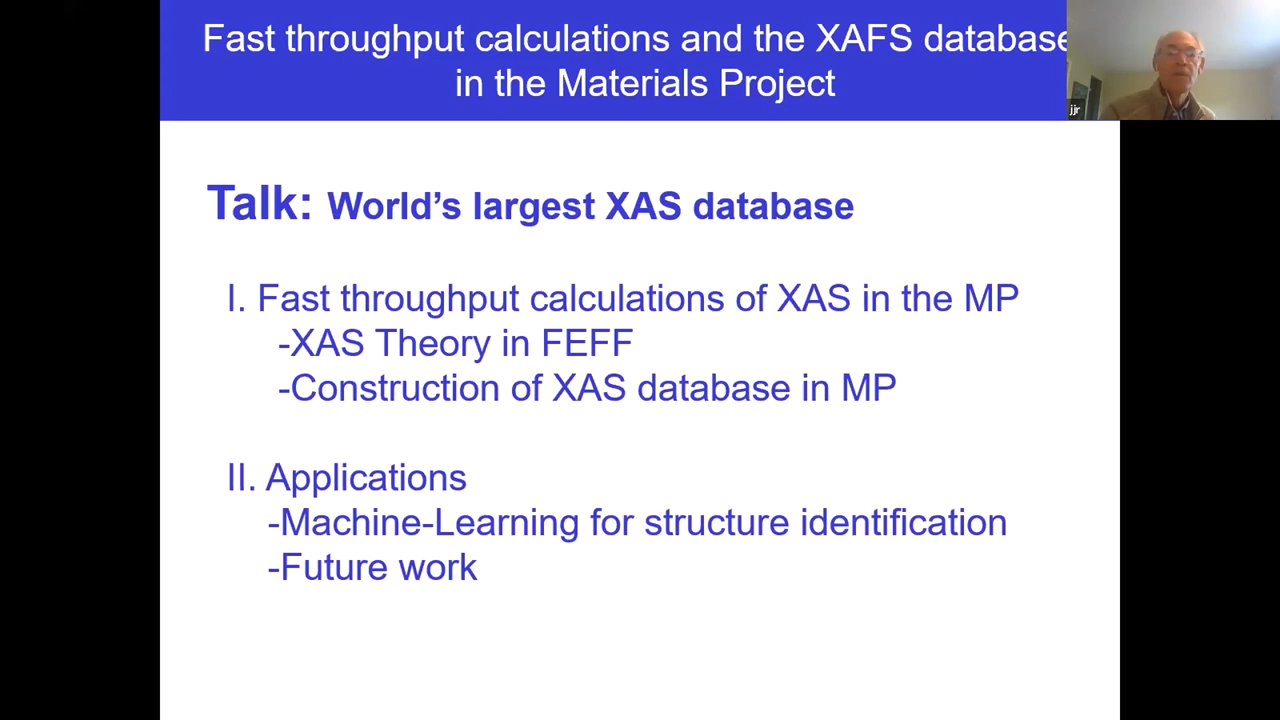 Fast throughput calculations and the XAFS database
in the Materials Project
jjr
Talk: World’s largest XAS database
I. Fast throughput calculations of XAS in the MP
-XAS Theory in FEFF
-Construction of XAS database in MP
II. Applications
-Machine-Learning for structure identification
-Future work